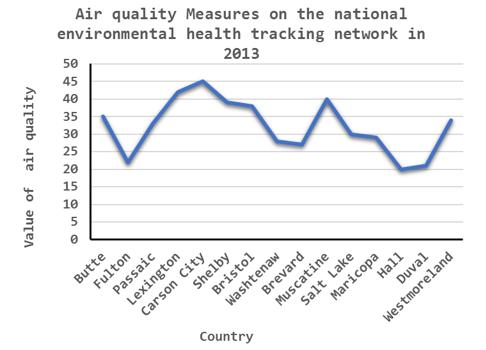 Air quality Measures on the national
environmental health tracking network in
2013
50
45
40
35
30
25
20
15
10
5
0
Value of air quality
Butte
Fulton
Passaic
Lexington
Carson City
Shelby
Bristol
Washtenaw
Brevard
Muscatine
Salt Lake
Maricopa
Hall
Duval
Westmoreland
Country